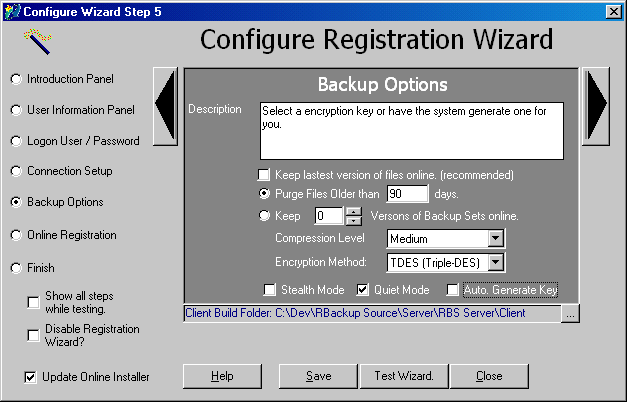 Configure Wizard Step 5
Configure Registration Wizard
Introduction Panel
User Information Panel
Logon User / Password
Connection Setup
Backup Options
Online Registration
Finish
Show all steps
while testing.
Disable Registration
Wizard?
Update Online Installer
Backup Options
Description
Select a encryption key or have the system generate one for
you.
Keep lastest version of files online. (recommended)
Purge Files Older than 90 days.
Keep 0 Versons of Backup Sets online.
Compression Level Medium
Encryption Method: TDES (Triple-DES)
Stealth Mode Quiet Mode Auto. Generate Key
Client Build Folder: C:\Dev\RBackup Source\Server\RBS Server\Client ...
Help Save Test Wizard. Close